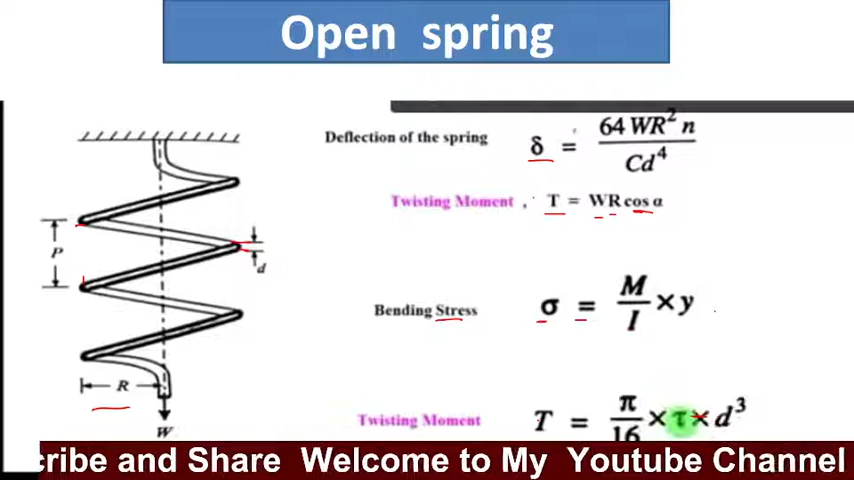 Open spring
Deflection of the spring δ = 64 WR² n / Cd⁴
Twisting Moment , T = WR cos α
P
d
Bending Stress σ = M / I × y
R
Twisting Moment T = π / 16 × τ × d³
W
cribe and Share Welcome to My Youtube Channel